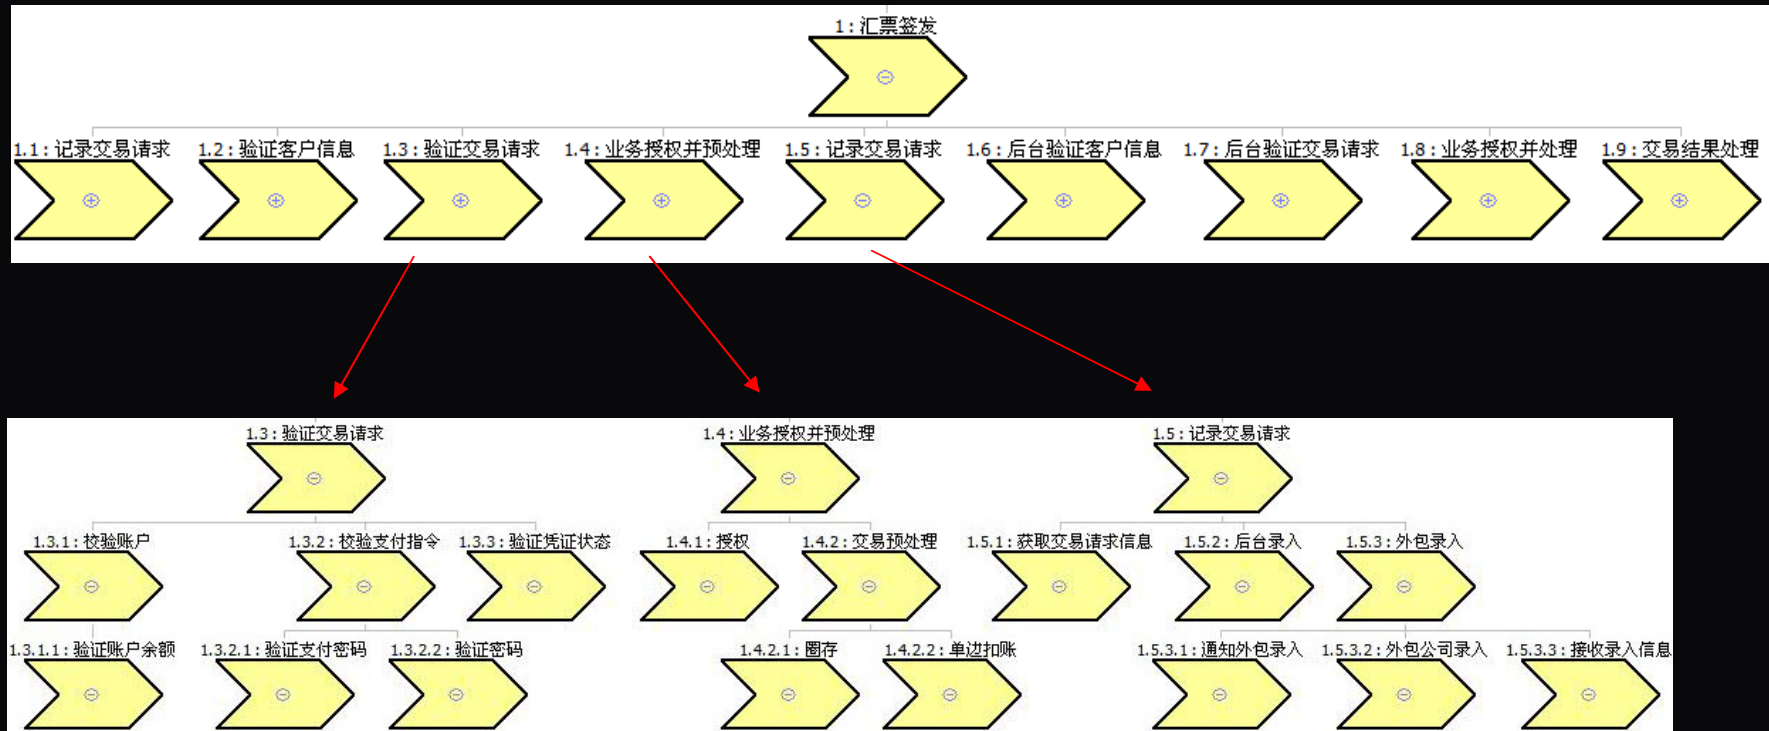 1：汇票签发
1.1：记录交易请求
1.2：验证客户信息
1.3：验证交易请求
1.4：业务授权并预处理
1.5：记录交易请求
1.6：后台验证客户信息
1.7：后台验证交易请求
1.8：业务授权并处理
1.9：交易结果处理
1.3：验证交易请求
1.4：业务授权并预处理
1.5：记录交易请求
1.3.1：校验账户
1.3.2：校验支付指令
1.3.3：验证凭证状态
1.4.1：授权
1.4.2：交易预处理
1.5.1：获取交易请求信息
1.5.2：后台录入
1.5.3：外包录入
1.3.1.1：验证账户余额
1.3.2.1：验证支付密码
1.3.2.2：验证密码
1.4.2.1：圈存
1.4.2.2：单边扣账
1.5.3.1：通知外包录入
1.5.3.2：外包公司录入
1.5.3.3：接收录入信息